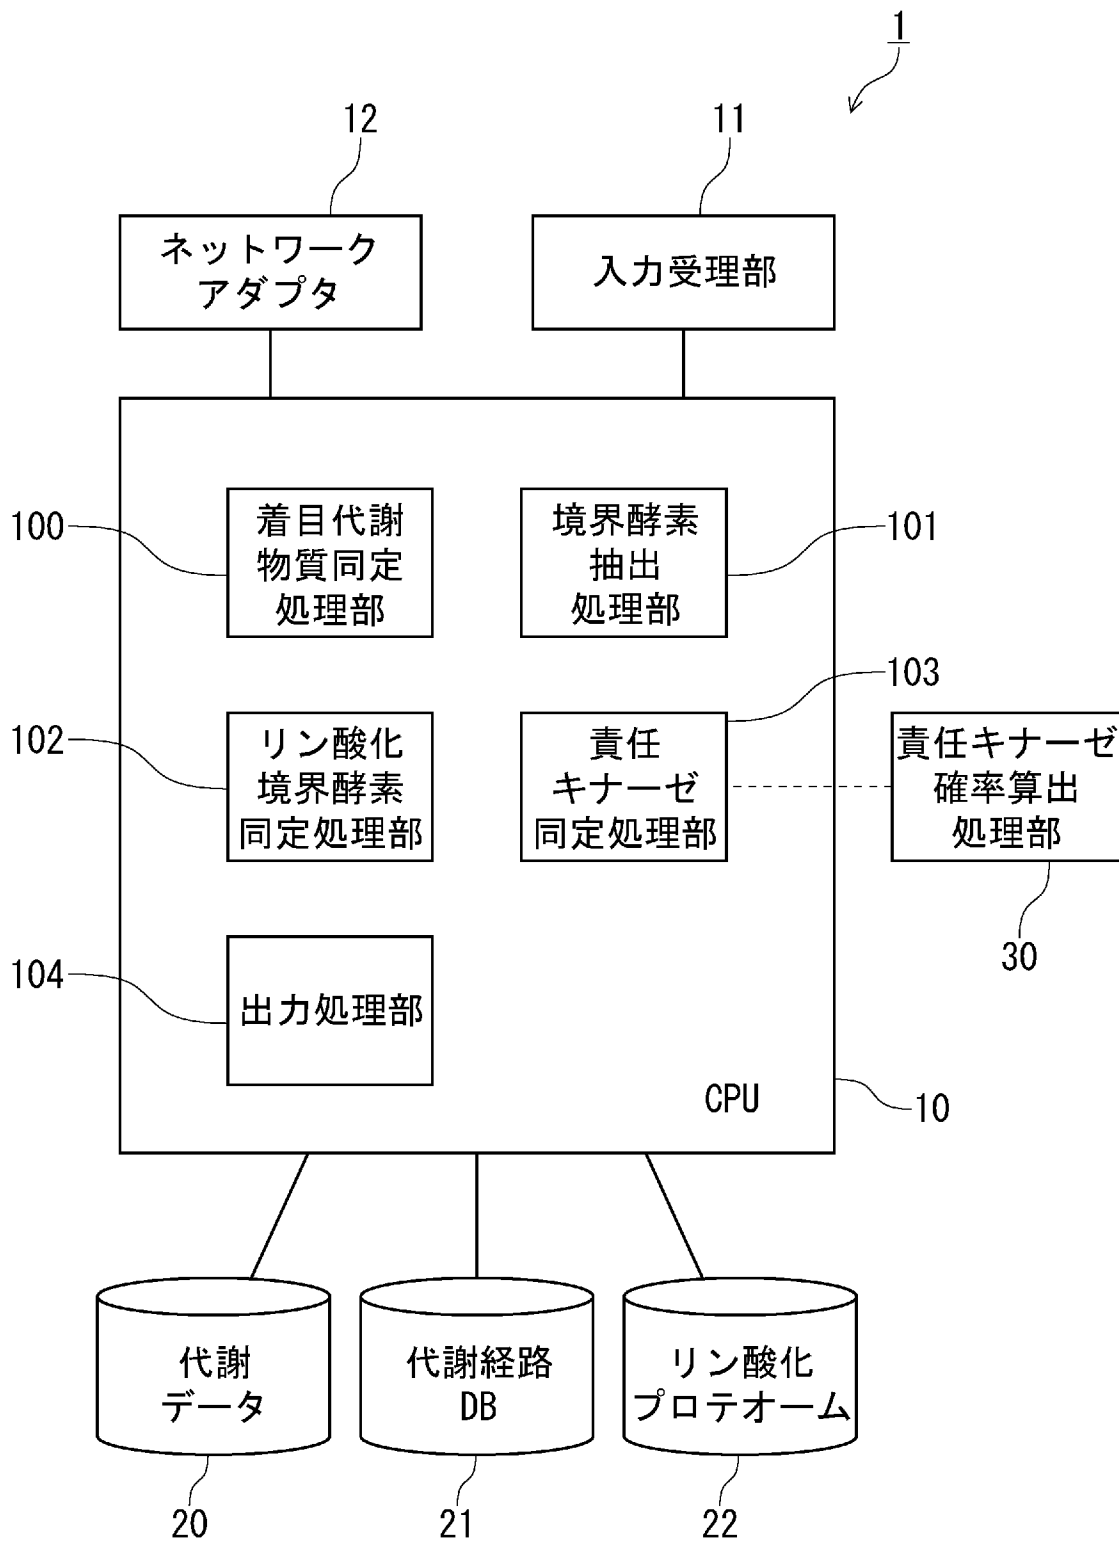 1
12
11
ネットワーク
アダプタ
入力受理部
100
着目代謝
物質同定
処理部
境界酵素
抽出
処理部
101
103
102
リン酸化
境界酵素
同定処理部
責任
キナーゼ
同定処理部
責任キナーゼ
確率算出
処理部
30
104
出力処理部
CPU
10
代謝
データ
代謝経路
DB
リン酸化
プロテオーム
20
21
22